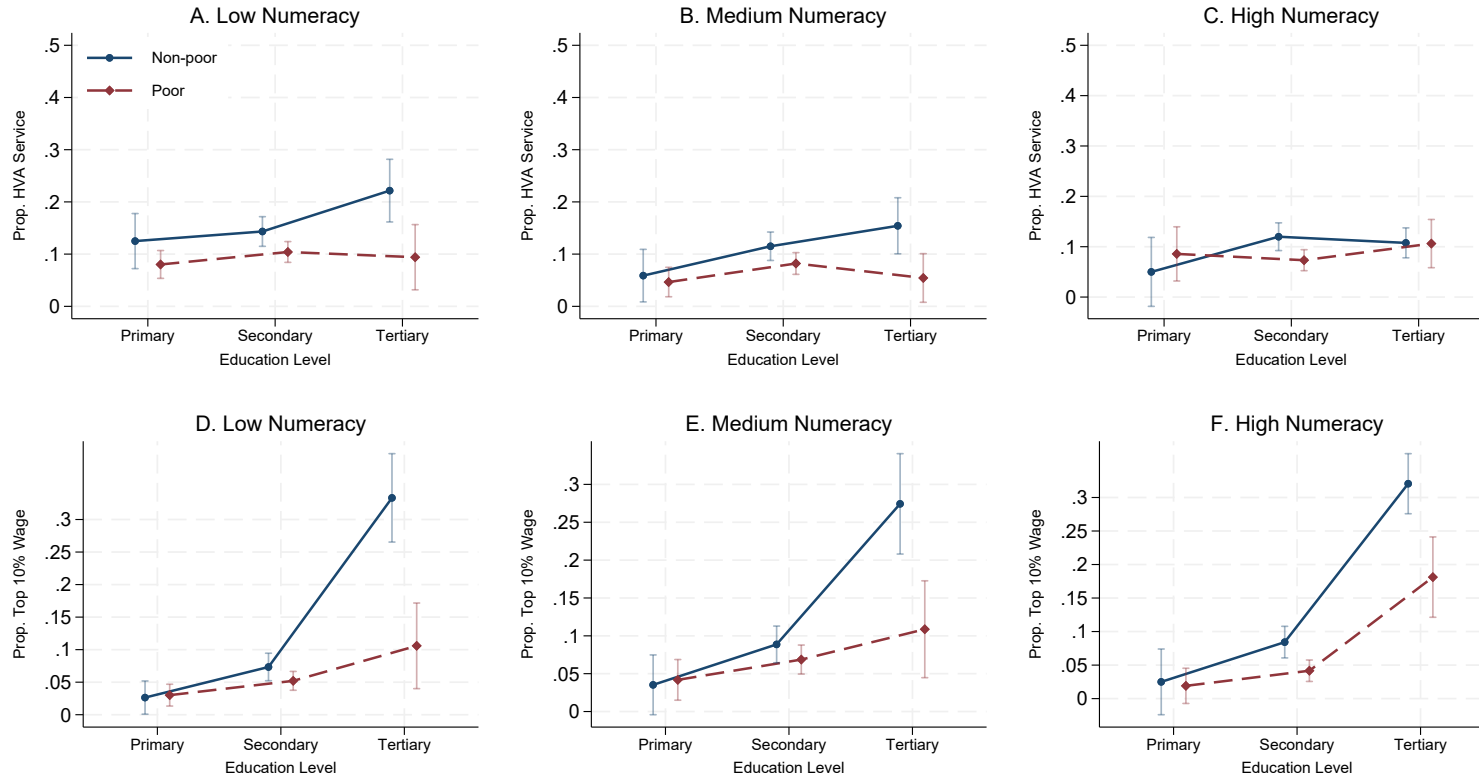 A. Low Numeracy
Prop. HVA Service
.5
.4
.3
.2
.1
0
Non-poor
Poor
Primary
Secondary
Tertiary
Education Level
B. Medium Numeracy
Prop. HVA Service
.5
.4
.3
.2
.1
0
Primary
Secondary
Tertiary
Education Level
C. High Numeracy
Prop. HVA Service
.5
.4
.3
.2
.1
0
Primary
Secondary
Tertiary
Education Level
D. Low Numeracy
Prop. Top 10% Wage
.3
.25
.2
.15
.1
.05
0
Primary
Secondary
Tertiary
Education Level
E. Medium Numeracy
Prop. Top 10% Wage
.3
.25
.2
.15
.1
.05
0
Primary
Secondary
Tertiary
Education Level
F. High Numeracy
Prop. Top 10% Wage
.3
.25
.2
.15
.1
.05
0
Primary
Secondary
Tertiary
Education Level